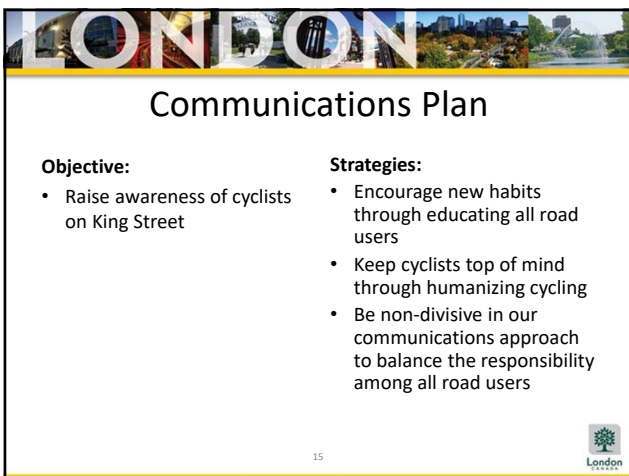 LONDON
Communications Plan
Objective:
• Raise awareness of cyclists
on King Street
Strategies:
• Encourage new habits
through educating all road
users
• Keep cyclists top of mind
through humanizing cycling
• Be non-divisive in our
communications approach
to balance the responsibility
among all road users
15
London
CANADA